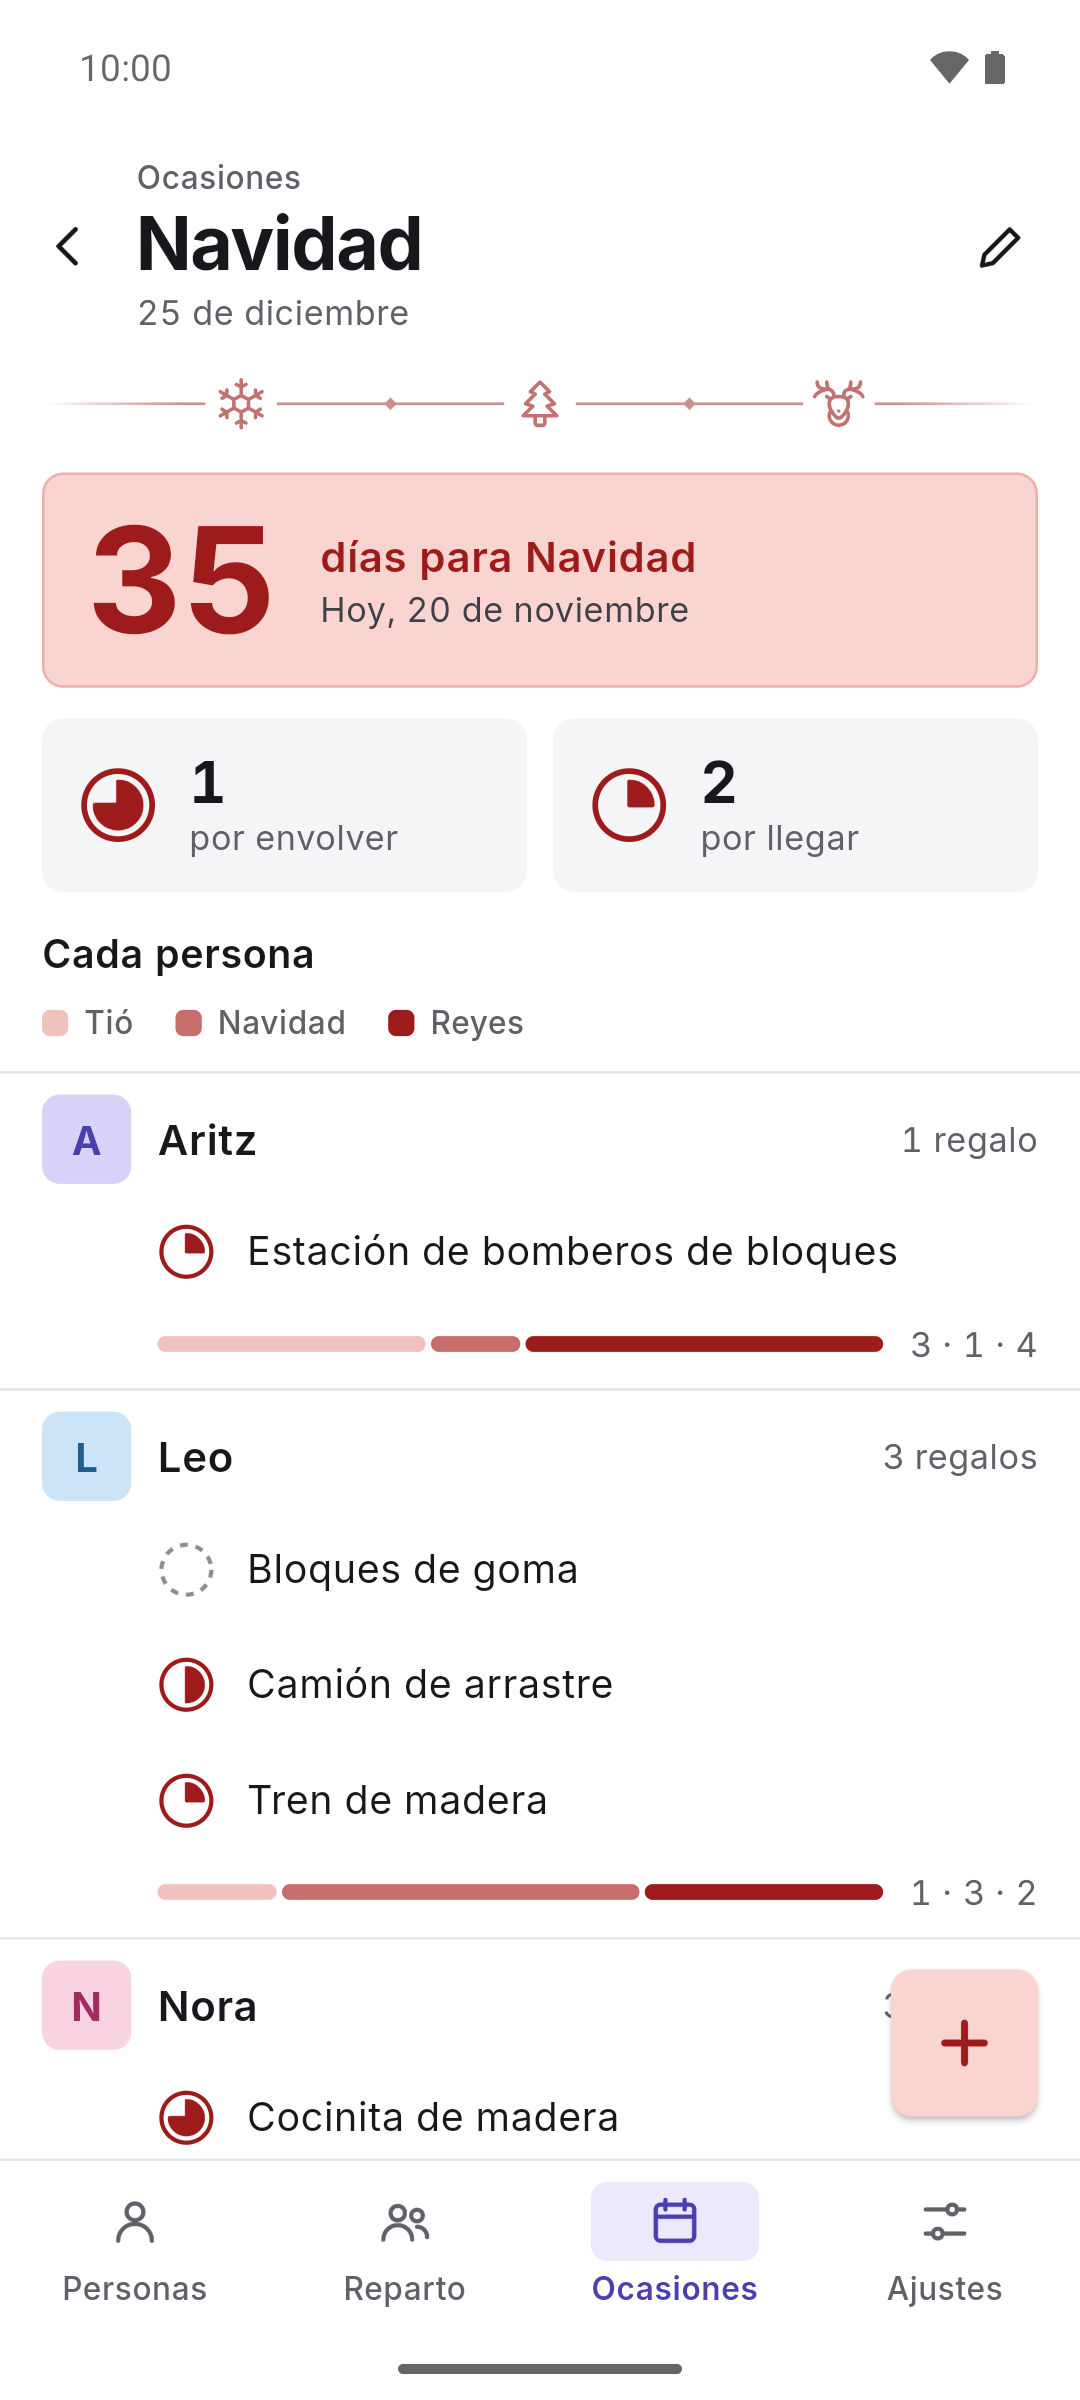 10:00
Ocasiones
Navidad
25 de diciembre
35
días para Navidad
Hoy, 20 de noviembre
1
por envolver
2
por llegar
Cada persona
Tió Navidad Reyes
A Aritz 1 regalo
Estación de bomberos de bloques
3 · 1 · 4
L Leo 3 regalos
Bloques de goma
Camión de arrastre
Tren de madera
1 · 3 · 2
N Nora
Cocinita de madera
Personas Reparto Ocasiones Ajustes